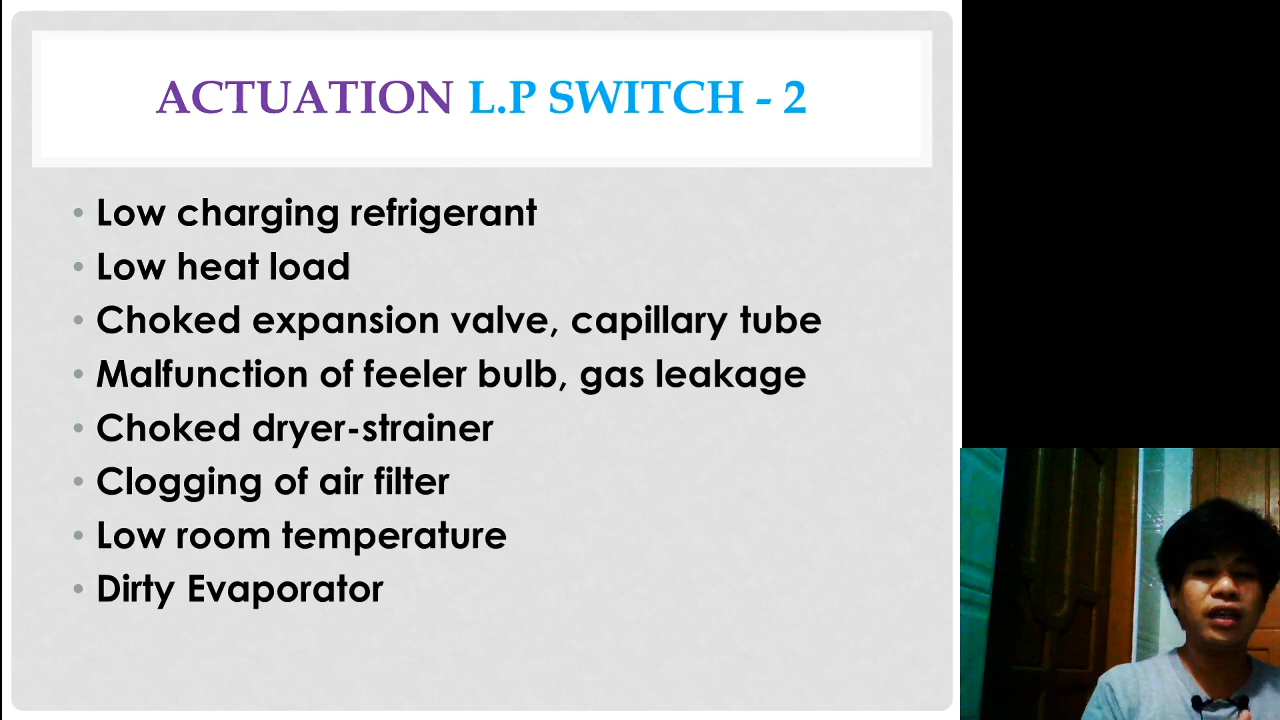 ACTUATION L.P SWITCH - 2
• Low charging refrigerant
• Low heat load
• Choked expansion valve, capillary tube
• Malfunction of feeler bulb, gas leakage
• Choked dryer-strainer
• Clogging of air filter
• Low room temperature
• Dirty Evaporator